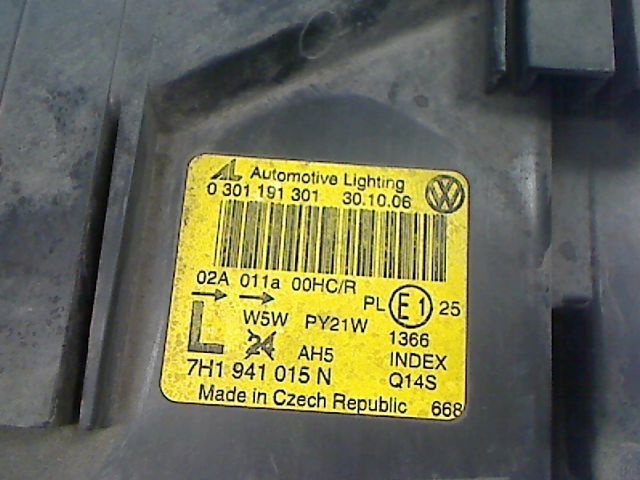 AL Automotive Lighting
0 301 191 301 30.10.06
02A 011a 00HC/R
PL E1 25
W5W PY21W
1366
L 24 AH5 INDEX
7H1 941 015 N Q14S
Made in Czech Republic 668